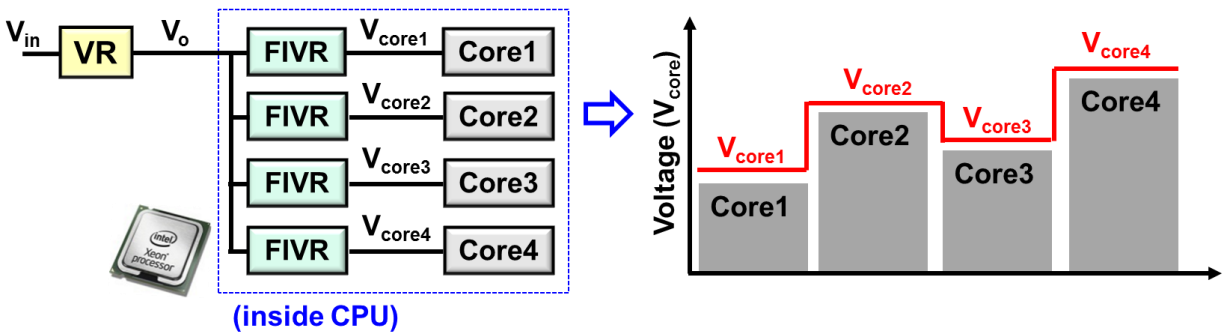 Vin
VR
Vo
FIVR
Vcore1
Core1
FIVR
Vcore2
Core2
FIVR
Vcore3
Core3
FIVR
Vcore4
Core4
(inside CPU)
intel
Xeon®
processor
Voltage (Vcore)
Vcore1
Core1
Vcore2
Core2
Vcore3
Core3
Vcore4
Core4